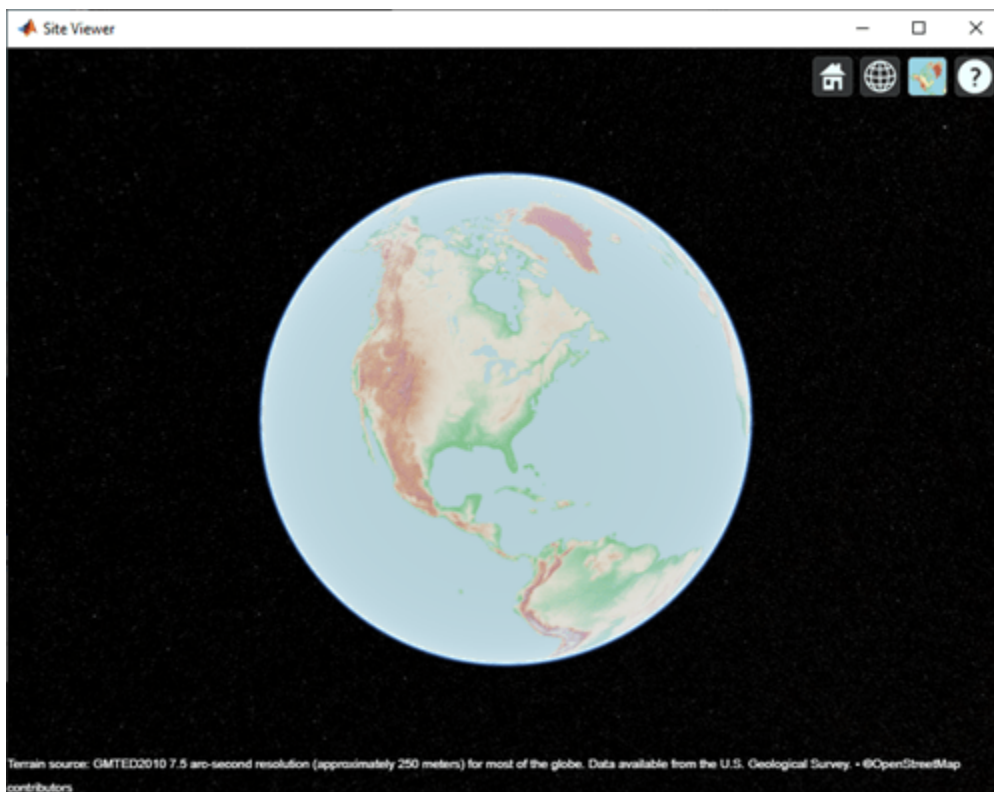 Site Viewer
?
Terrain source: GMTED2010 7.5 arc-second resolution (approximately 250 meters) for most of the globe. Data available from the U.S. Geological Survey. • ©OpenStreetMap
contributors